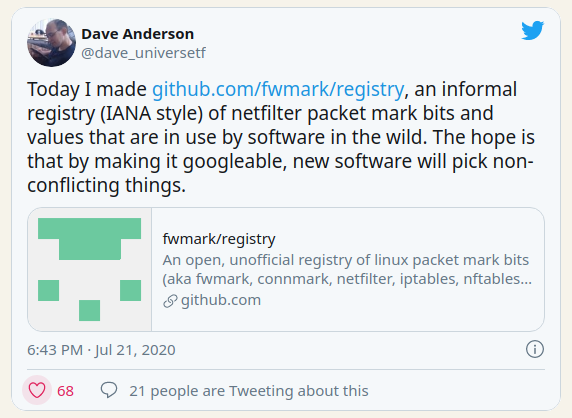 Dave Anderson
@dave_universetf
Today I made github.com/fwmark/registry, an informal
registry (IANA style) of netfilter packet mark bits and
values that are in use by software in the wild. The hope is
that by making it googleable, new software will pick non-
conflicting things.
fwmark/registry
An open, unofficial registry of linux packet mark bits
(aka fwmark, connmark, netfilter, iptables, nftables...
github.com
6:43 PM · Jul 21, 2020
68
21 people are Tweeting about this